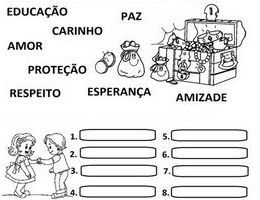 EDUCAÇÃO
PAZ
CARINHO
AMOR
PROTEÇÃO
RESPEITO
ESPERANÇA
AMIZADE
1. 5.
2. 6.
3. 7.
4. 8.